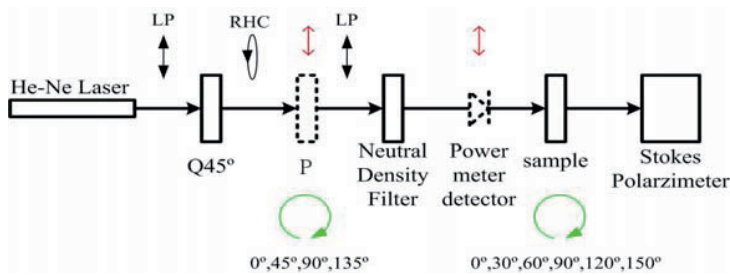 LP
RHC
LP
He-Ne Laser
Q45º
P
Neutral
Density
Filter
Power
meter
detector
sample
Stokes
Polarzimeter
0º,45º,90º,135º
0º,30º,60º,90º,120º,150º